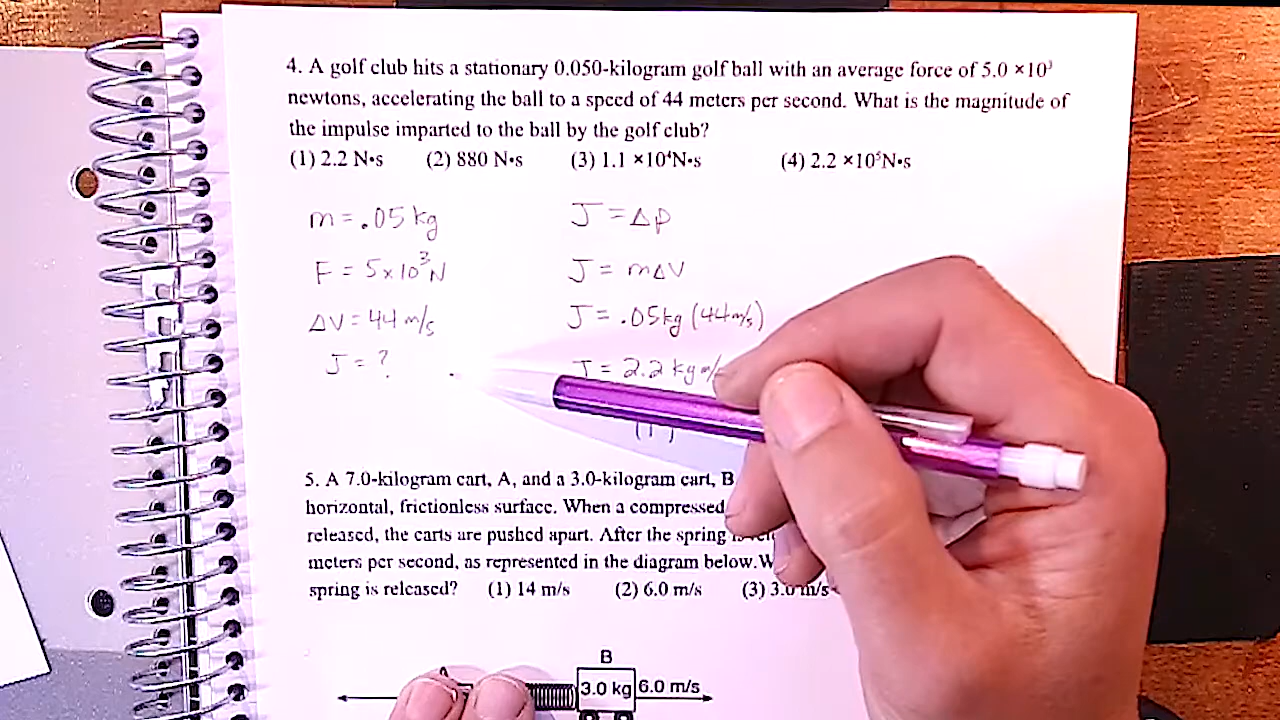 4. A golf club hits a stationary 0.050-kilogram golf ball with an average force of 5.0 ×10³
newtons, accelerating the ball to a speed of 44 meters per second. What is the magnitude of
the impulse imparted to the ball by the golf club?
(1) 2.2 N•s (2) 880 N•s (3) 1.1 ×10⁴N•s (4) 2.2 ×10⁵N•s
m = .05 kg J = Δp
F = 5x10³N J = mΔV
ΔV = 44 m/s J = .05kg (44m/s)
J = ? J = 2.2 kg m/
(1)
5. A 7.0-kilogram cart, A, and a 3.0-kilogram cart, B
horizontal, frictionless surface. When a compressed
released, the carts are pushed apart. After the spring
meters per second, as represented in the diagram below. W
spring is released? (1) 14 m/s (2) 6.0 m/s (3) 3.0 m/s
B
3.0 kg 6.0 m/s